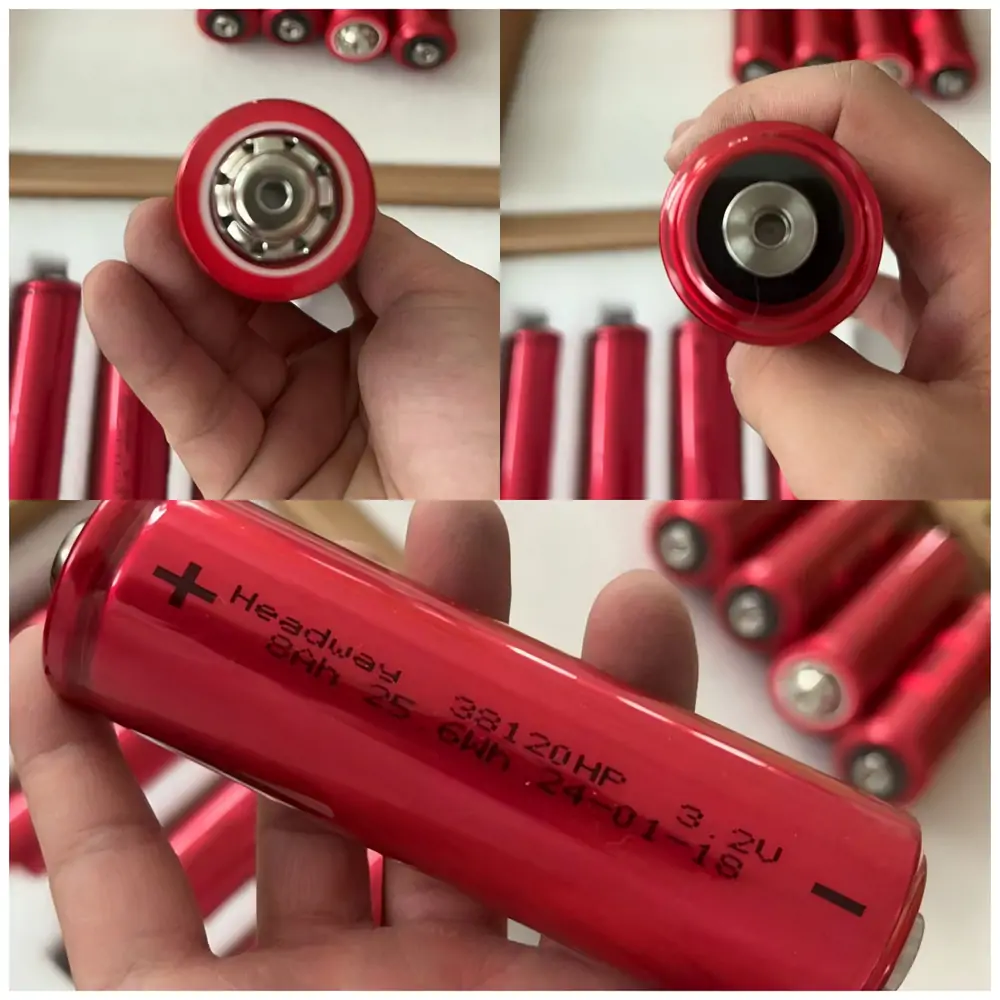 + Headway 38120HP 3.2V
8Ah 25.6Wh 24-01-18 −